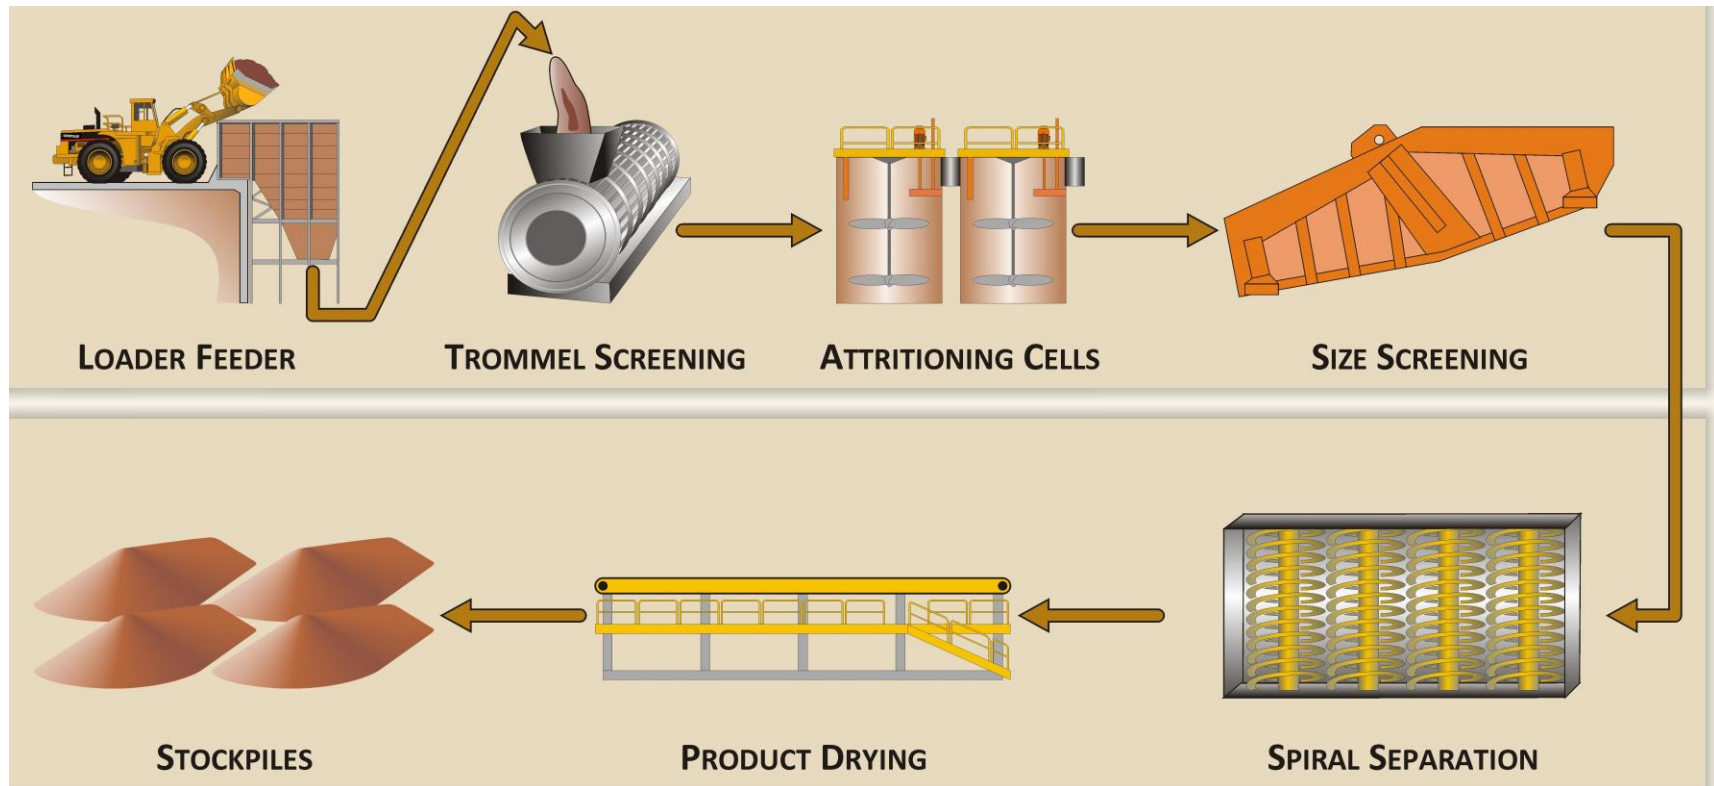 LOADER FEEDER
TROMMEL SCREENING
ATTRITIONING CELLS
SIZE SCREENING
STOCKPILES
PRODUCT DRYING
SPIRAL SEPARATION